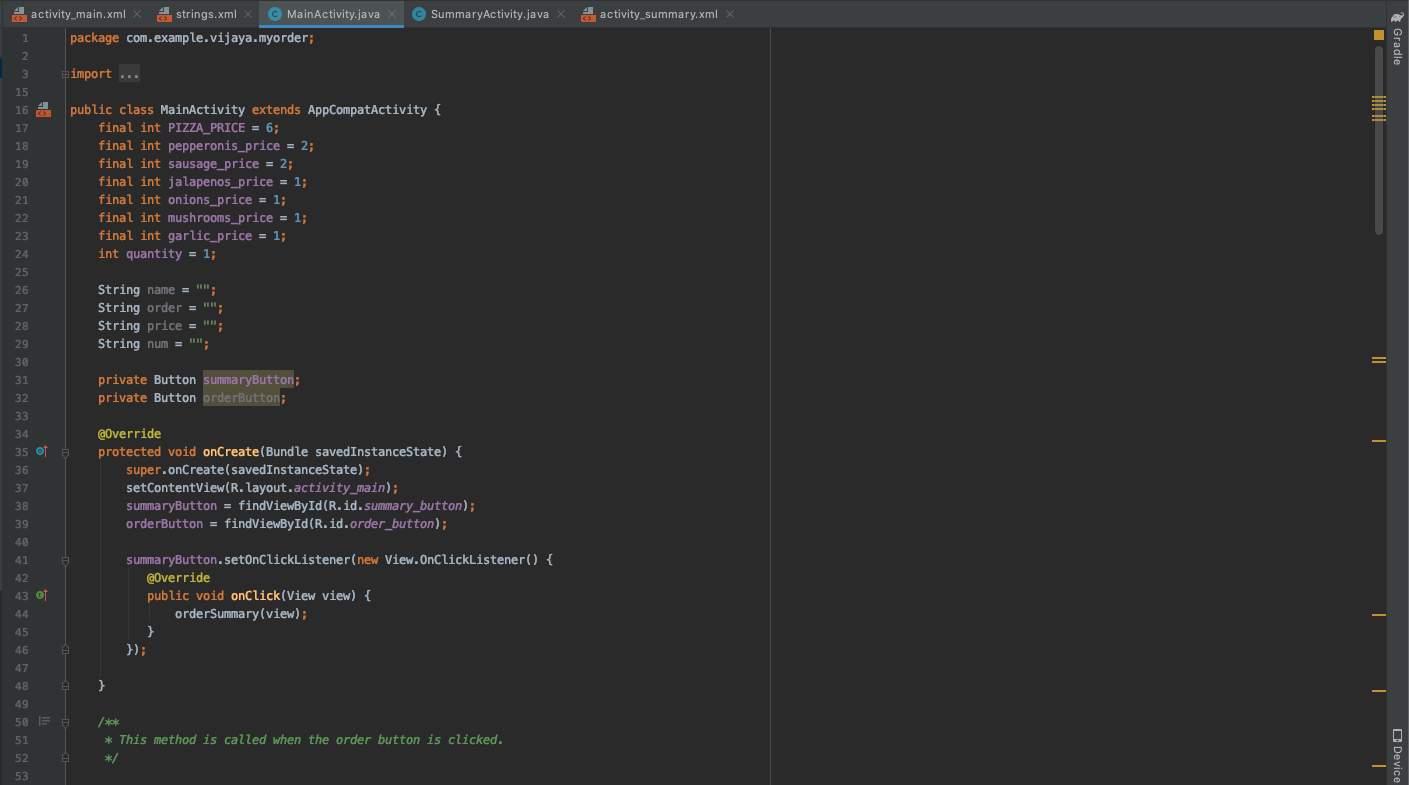 activity_main.xml strings.xml MainActivity.java SummaryActivity.java activity_summary.xml
1 package com.example.vijaya.myorder;
2
3 import ...
15
16 public class MainActivity extends AppCompatActivity {
17 final int PIZZA_PRICE = 6;
18 final int pepperonis_price = 2;
19 final int sausage_price = 2;
20 final int jalapenos_price = 1;
21 final int onions_price = 1;
22 final int mushrooms_price = 1;
23 final int garlic_price = 1;
24 int quantity = 1;
25
26 String name = "";
27 String order = "";
28 String price = "";
29 String num = "";
30
31 private Button summaryButton;
32 private Button orderButton;
33
34 @Override
35 protected void onCreate(Bundle savedInstanceState) {
36 super.onCreate(savedInstanceState);
37 setContentView(R.layout.activity_main);
38 summaryButton = findViewById(R.id.summary_button);
39 orderButton = findViewById(R.id.order_button);
40
41 summaryButton.setOnClickListener(new View.OnClickListener() {
42 @Override
43 public void onClick(View view) {
44 orderSummary(view);
45 }
46 });
47
48 }
49
50 /**
51 * This method is called when the order button is clicked.
52 */
53
Gradle
Device